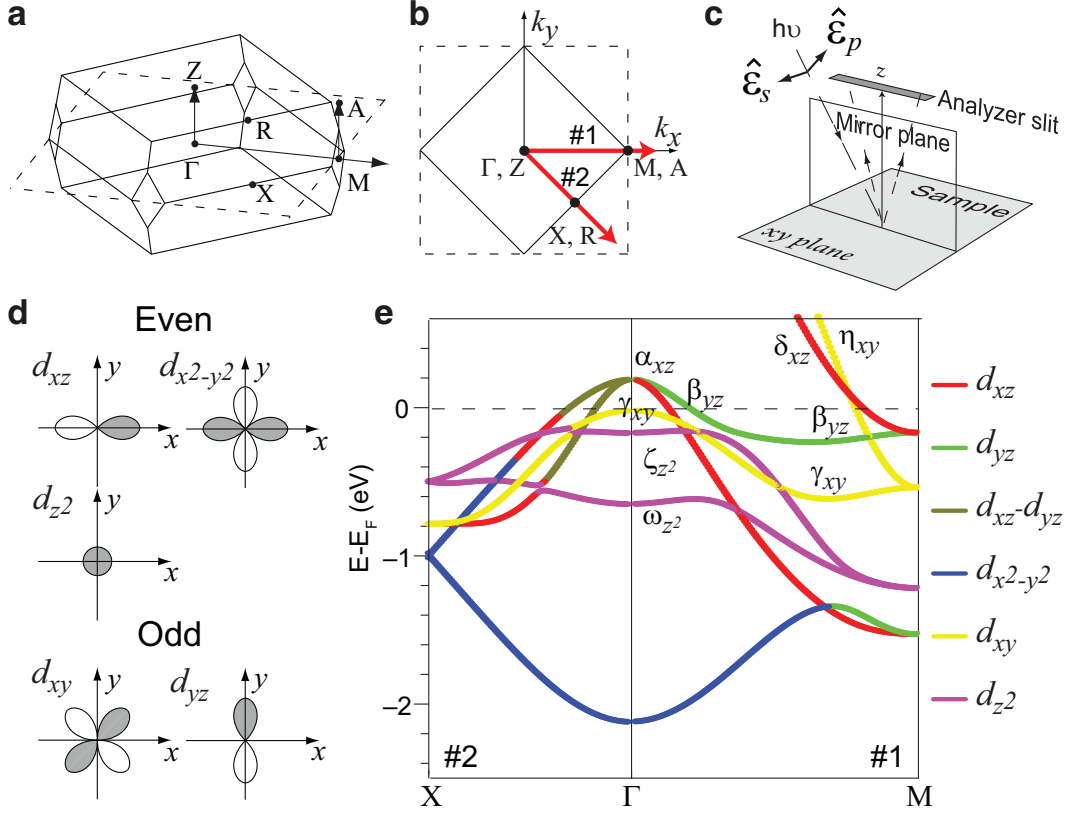 a
Z
A
R
Γ
M
X
b
k_y
#1
k_x
Γ, Z
M, A
#2
X, R
c
hυ
ε̂_p
ε̂_s
z
Analyzer slit
Mirror plane
Sample
xy plane
d
Even
d_xz
y
x
d_x²-y²
y
x
d_z²
y
x
Odd
d_xy
y
x
d_yz
y
x
e
E-E_F (eV)
0
−1
−2
α_xz
β_yz
γ_xy
ζ_z²
ω_z²
δ_xz
η_xy
β_yz
γ_xy
#2
#1
X
Γ
M
d_xz
d_yz
d_xz-d_yz
d_x²-y²
d_xy
d_z²